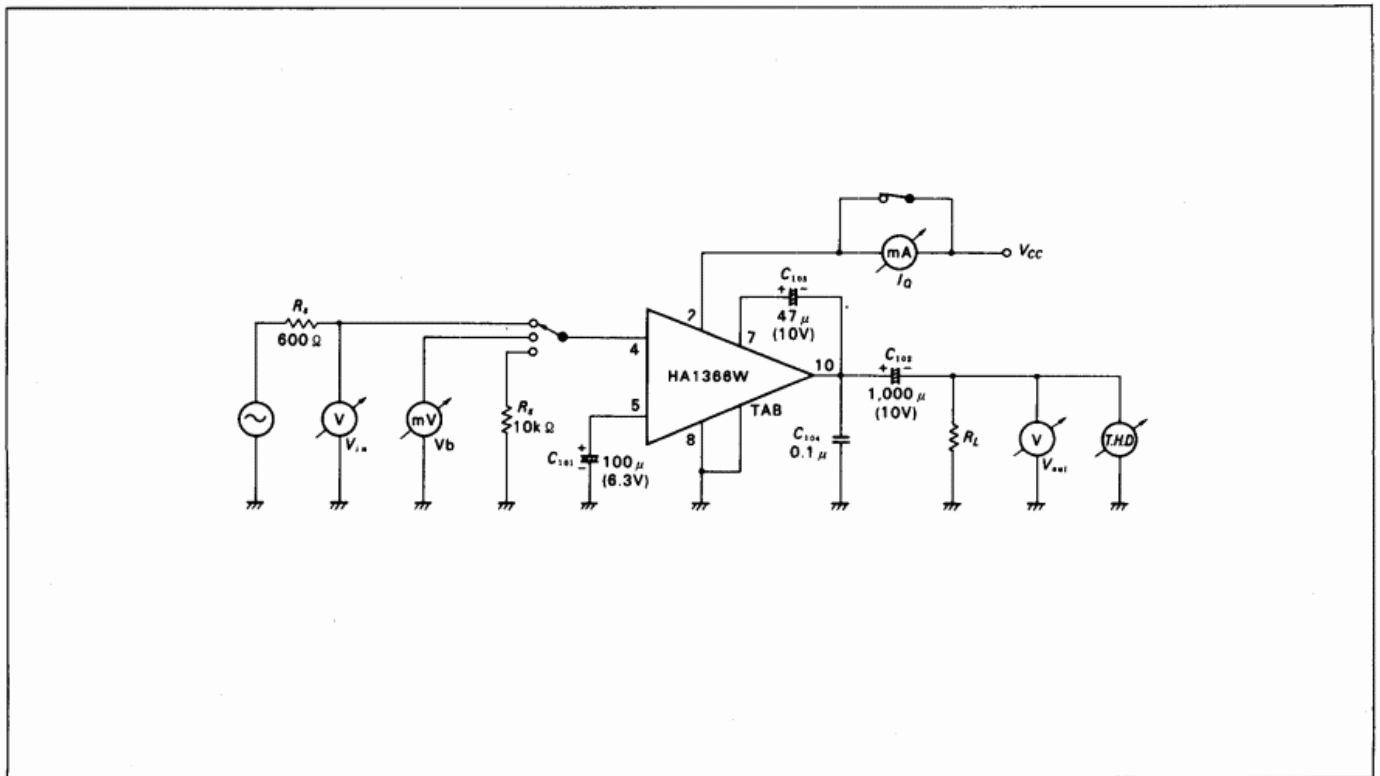 VCC
mA
IQ
C103
+ -
47μ
(10V)
2
7
Rs
600Ω
4
HA1366W
10
C102
+ -
1,000μ
(10V)
5
TAB
8
V
Vin
mV
Vb
Rs
10kΩ
C101
+
-
100μ
(6.3V)
C104
0.1μ
RL
V
Vout
T.H.D